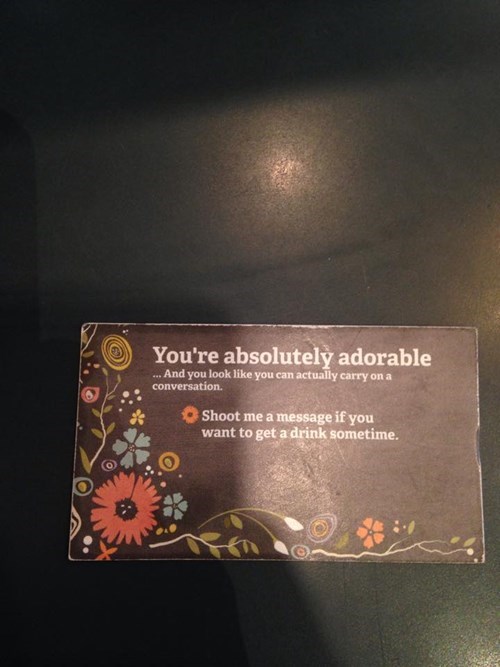 You're absolutely adorable
... And you look like you can actually carry on a
conversation.
Shoot me a message if you
want to get a drink sometime.